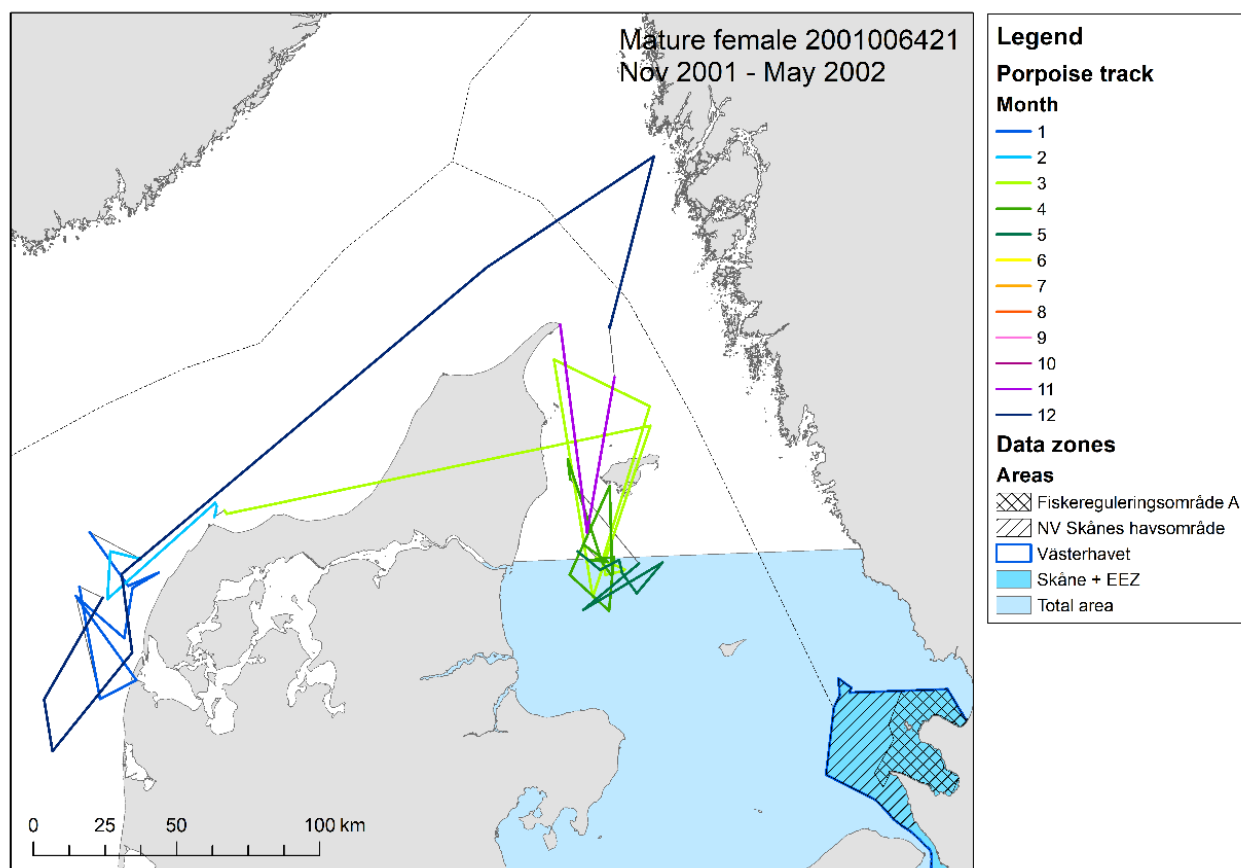 Mature female 2001006421
Nov 2001 - May 2002
0 25 50 100 km
Legend
Porpoise track
Month
1
2
3
4
5
6
7
8
9
10
11
12
Data zones
Areas
Fiskereguleringsområde A
NV Skånes havsområde
Västerhavet
Skåne + EEZ
Total area